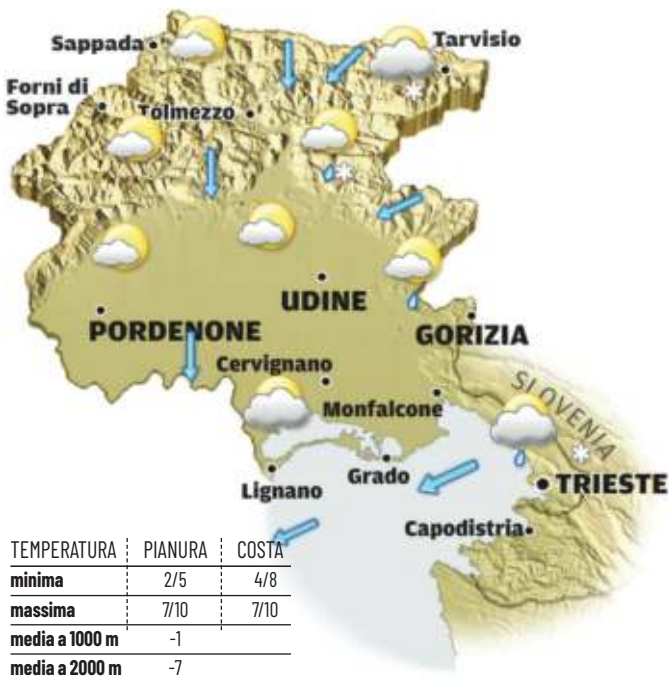 Sappada
Tarvisio
Forni di
Sopra
Tolmezzo
UDINE
PORDENONE
GORIZIA
Cervignano
SLOVENIA
Monfalcone
Grado
TRIESTE
Lignano
Capodistria
TEMPERATURA PIANURA COSTA
minima 2/5 4/8
massima 7/10 7/10
media a 1000 m -1
media a 2000 m -7